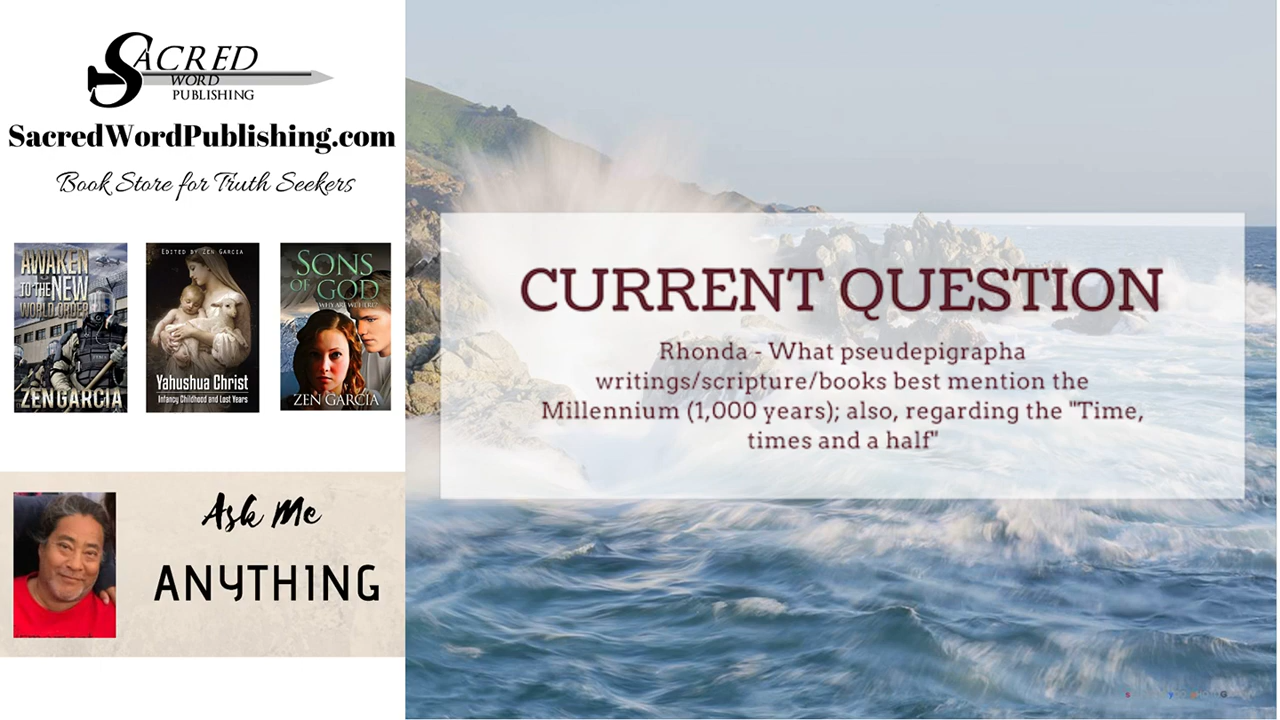 SACRED
WORD
PUBLISHING
SacredWordPublishing.com
Book Store for Truth Seekers
AWAKEN
TO THE NEW
WORLD ORDER
ZEN GARCIA
EDITED BY ZEN GARCIA
Yahushua Christ
Infancy Childhood and Lost Years
SONS
OF GOD
WHY ARE WE HERE?
ZEN GARCIA
Ask Me
ANYTHING
CURRENT QUESTION
Rhonda - What pseudepigrapha
writings/scripture/books best mention the
Millennium (1,000 years); also, regarding the "Time,
times and a half"